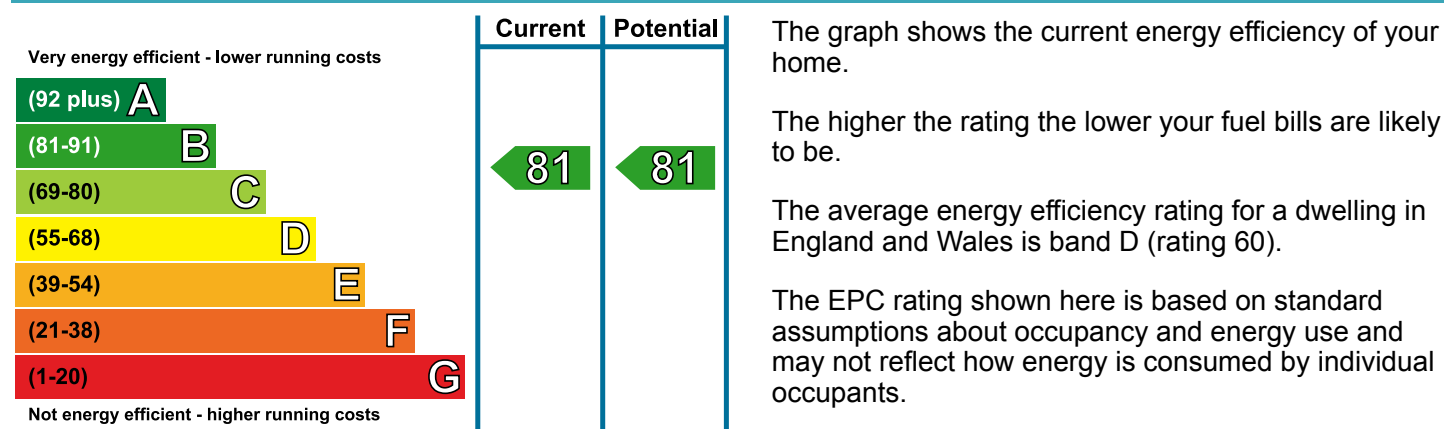 Current Potential
Very energy efficient - lower running costs
(92 plus) A
(81-91) B
(69-80) C
(55-68) D
(39-54) E
(21-38) F
(1-20) G
Not energy efficient - higher running costs
81 81
The graph shows the current energy efficiency of your
home.
The higher the rating the lower your fuel bills are likely
to be.
The average energy efficiency rating for a dwelling in
England and Wales is band D (rating 60).
The EPC rating shown here is based on standard
assumptions about occupancy and energy use and
may not reflect how energy is consumed by individual
occupants.